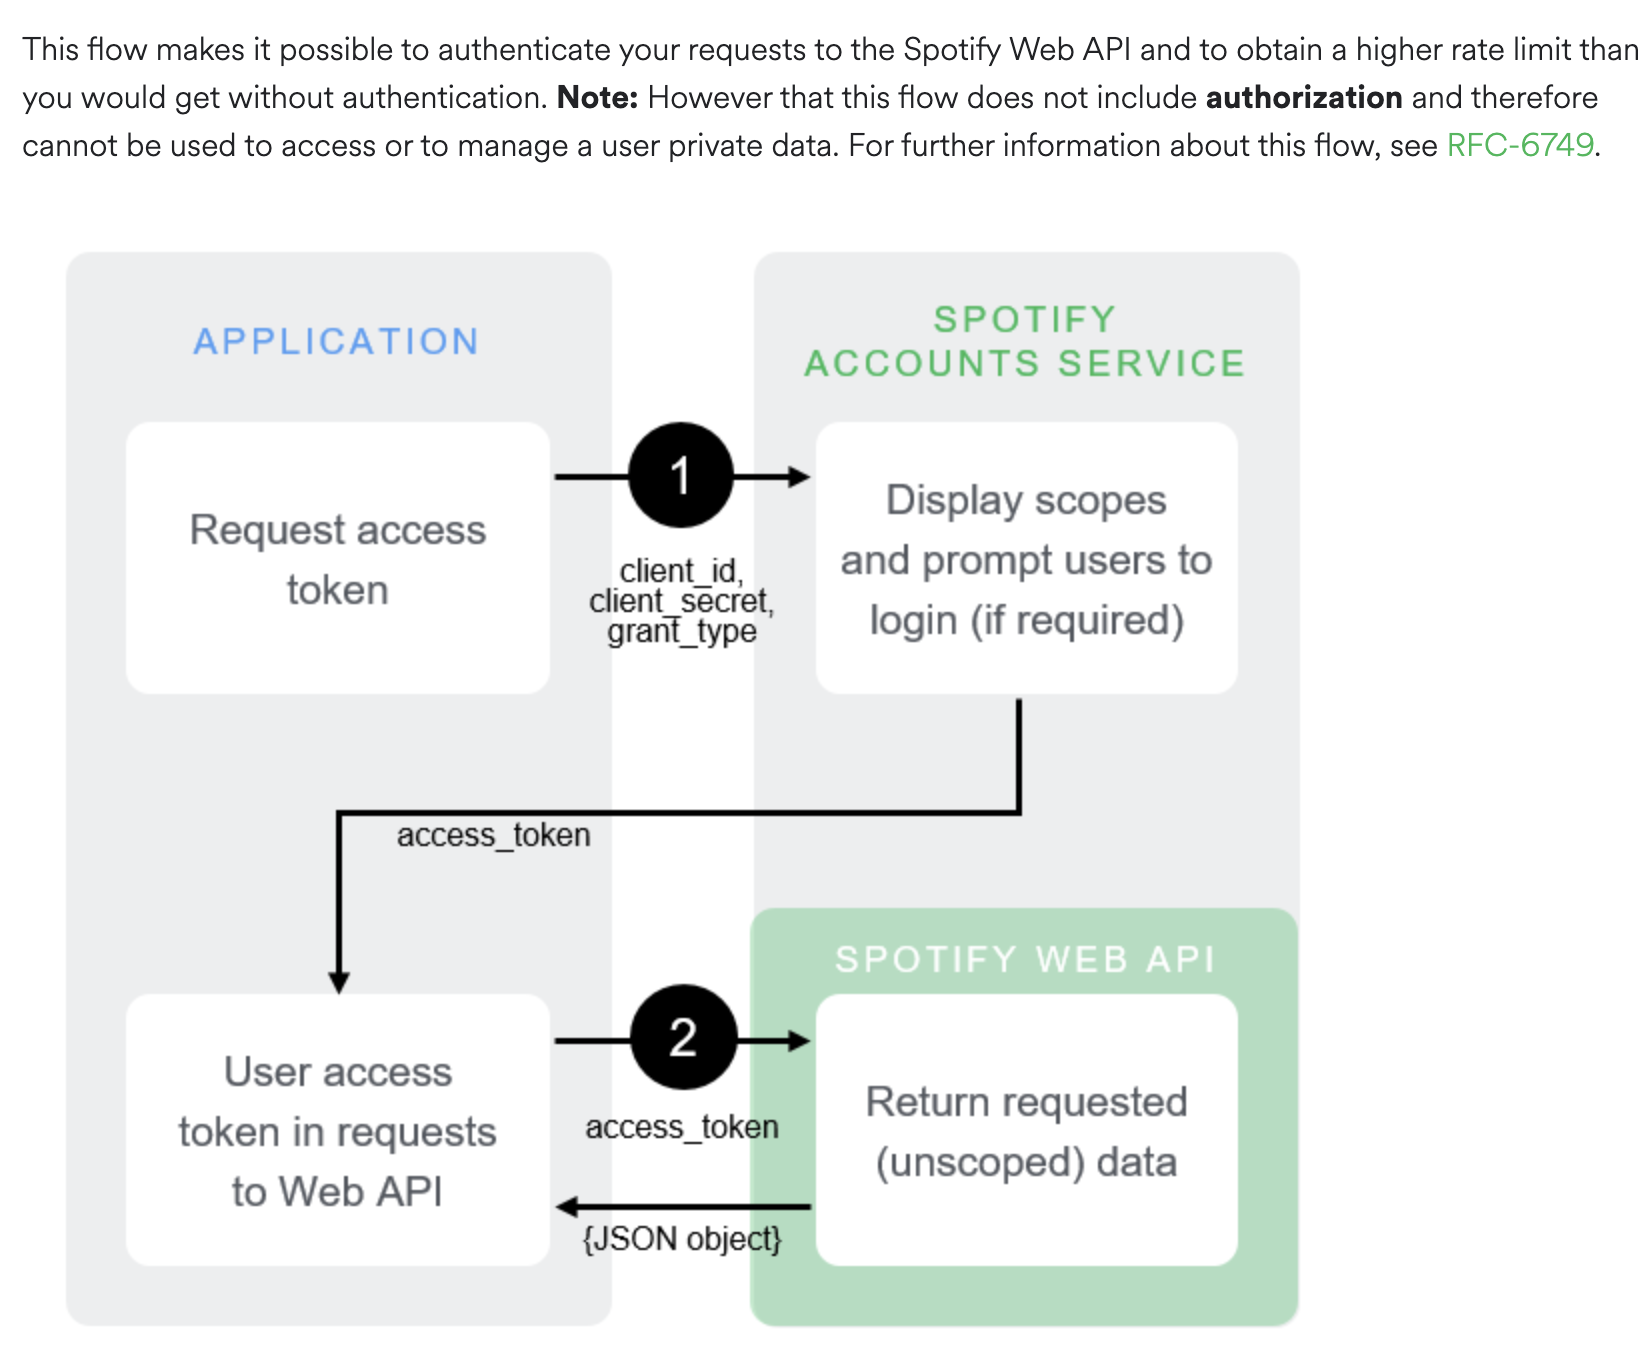 This flow makes it possible to authenticate your requests to the Spotify Web API and to obtain a higher rate limit than
you would get without authentication. Note: However that this flow does not include authorization and therefore
cannot be used to access or to manage a user private data. For further information about this flow, see RFC-6749.
APPLICATION
SPOTIFY
ACCOUNTS SERVICE
Request access
token
1
client_id,
client_secret,
grant_type
Display scopes
and prompt users to
login (if required)
access_token
SPOTIFY WEB API
User access
token in requests
to Web API
2
access_token
{JSON object}
Return requested
(unscoped) data